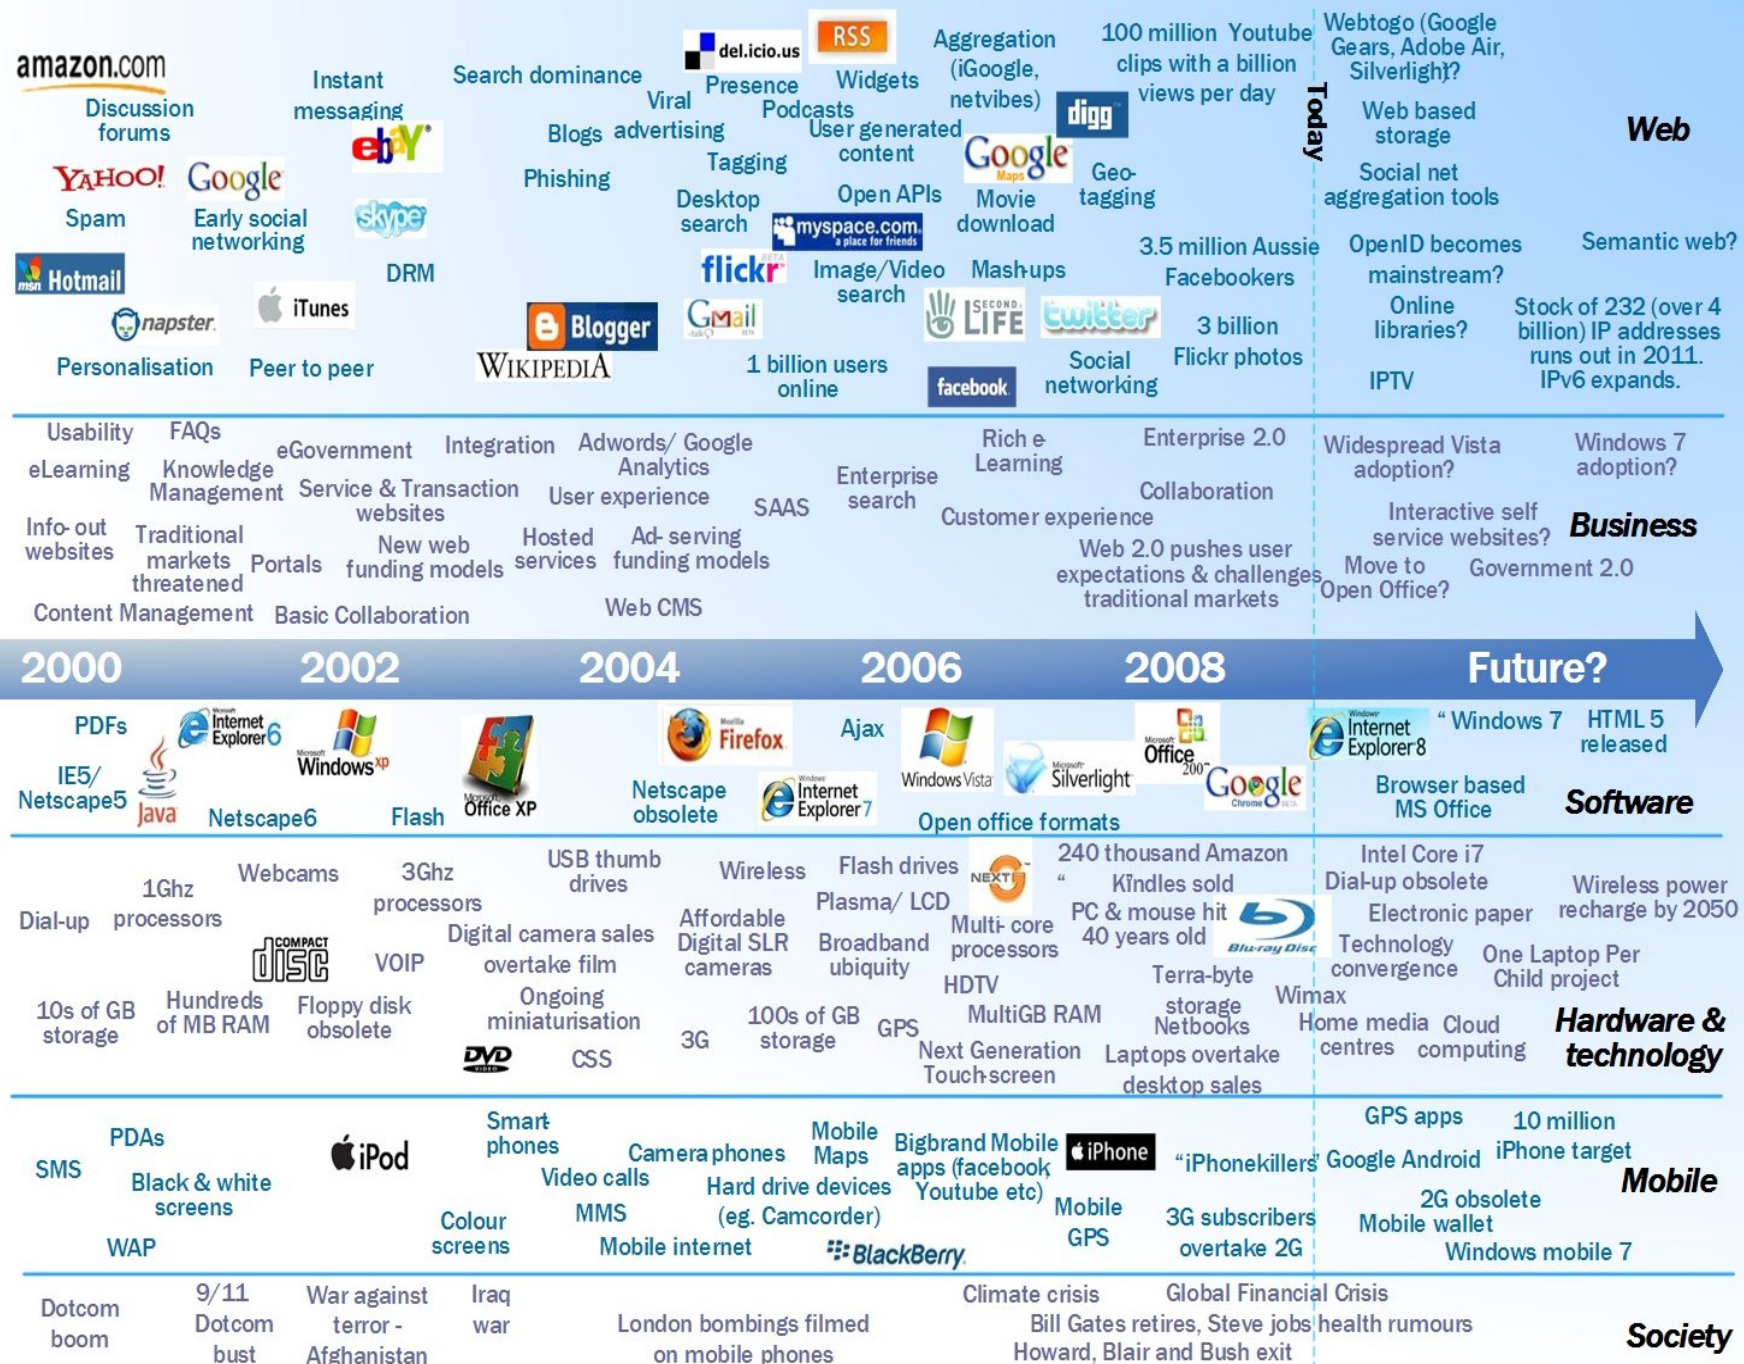 amazon.com
Discussion
forums
YAHOO!
Spam
msn Hotmail
napster.
Personalisation
Google
Early social
networking
iTunes
Peer to peer
Instant
messaging
ebaY
skype
DRM
Search dominance
Blogs
Viral
advertising
Phishing
Blogger
WIKIPEDIA
del.icio.us
Presence
Podcasts
Tagging
Desktop
search
myspace.com.
a place for friends
flickr BETA
Gmail
1 billion users
online
RSS
Widgets
User generated
content
Open APIs
Image/Video
search
Aggregation
(iGoogle,
netvibes)
Google
Maps
Movie
download
Mash-ups
SECOND
LIFE
facebook
digg
Geo-
tagging
twitter
Social
networking
100 million Youtube
clips with a billion
views per day
3.5 million Aussie
Facebookers
3 billion
Flickr photos
Today
Webtogo (Google
Gears, Adobe Air,
Silverlight)?
Web based
storage
Social net
aggregation tools
OpenID becomes
mainstream?
Online
libraries?
IPTV
Web
Semantic web?
Stock of 232 (over 4
billion) IP addresses
runs out in 2011.
IPv6 expands.
Usability
FAQs
eLearning
Knowledge
Management
Info-out
websites
Traditional
markets
threatened
Content Management
eGovernment
Service & Transaction
websites
Portals
New web
funding models
Basic Collaboration
Integration
Adwords/ Google
Analytics
User experience
Hosted
services
Ad-serving
funding models
Web CMS
SAAS
Enterprise
search
Rich e-
Learning
Customer experience
Enterprise 2.0
Collaboration
Web 2.0 pushes user
expectations & challenges
traditional markets
Widespread Vista
adoption?
Windows 7
adoption?
Interactive self
service websites?
Move to
Open Office?
Government 2.0
Business
2000 2002 2004 2006 2008 Future?
PDFs
IE5/
Netscape5
Java
Microsoft
Internet
Explorer6
Netscape6
Microsoft
Windows xp
Flash
Microsoft
Office XP
Mozilla
Firefox
Netscape
obsolete
Windows
Internet
Explorer7
Ajax
Windows Vista
Microsoft
Silverlight
Open office formats
Microsoft
Office
2007
Google
Chrome BETA
Windows
Internet
Explorer8
“ Windows 7
HTML 5
released
Browser based
MS Office
Software
Dial-up
1Ghz
processors
10s of GB
storage
Hundreds
of MB RAM
Webcams
COMPACT
disc
Floppy disk
obsolete
3Ghz
processors
VOIP
USB thumb
drives
Digital camera sales
overtake film
Ongoing
miniaturisation
DVD
VIDEO
CSS
Wireless
Affordable
Digital SLR
cameras
3G
100s of GB
storage
Flash drives
Plasma/ LCD
Broadband
ubiquity
GPS
NEXT G
Multi-core
processors
HDTV
MultiGB RAM
Next Generation
Touch-screen
240 thousand Amazon
“ Kindles sold
PC & mouse hit
40 years old
Blu-ray Disc
Terra-byte
storage
Netbooks
Laptops overtake
desktop sales
Wimax
Intel Core i7
Dial-up obsolete
Electronic paper
Technology
convergence
Home media
centres
Cloud
computing
Wireless power
recharge by 2050
One Laptop Per
Child project
Hardware &
technology
SMS
PDAs
Black & white
screens
WAP
iPod
Colour
screens
Smart-
phones
Video calls
MMS
Mobile internet
Camera phones
Hard drive devices
(eg. Camcorder)
Mobile
Maps
BlackBerry.
Bigbrand Mobile
apps (facebook,
Youtube etc)
iPhone
Mobile
GPS
“iPhonekillers’
3G subscribers
overtake 2G
GPS apps
Google Android
10 million
iPhone target
2G obsolete
Mobile wallet
Windows mobile 7
Mobile
Dotcom
boom
9/11
Dotcom
bust
War against
terror -
Afghanistan
Iraq
war
London bombings filmed
on mobile phones
Climate crisis
Global Financial Crisis
Bill Gates retires, Steve jobs health rumours
Howard, Blair and Bush exit
Society